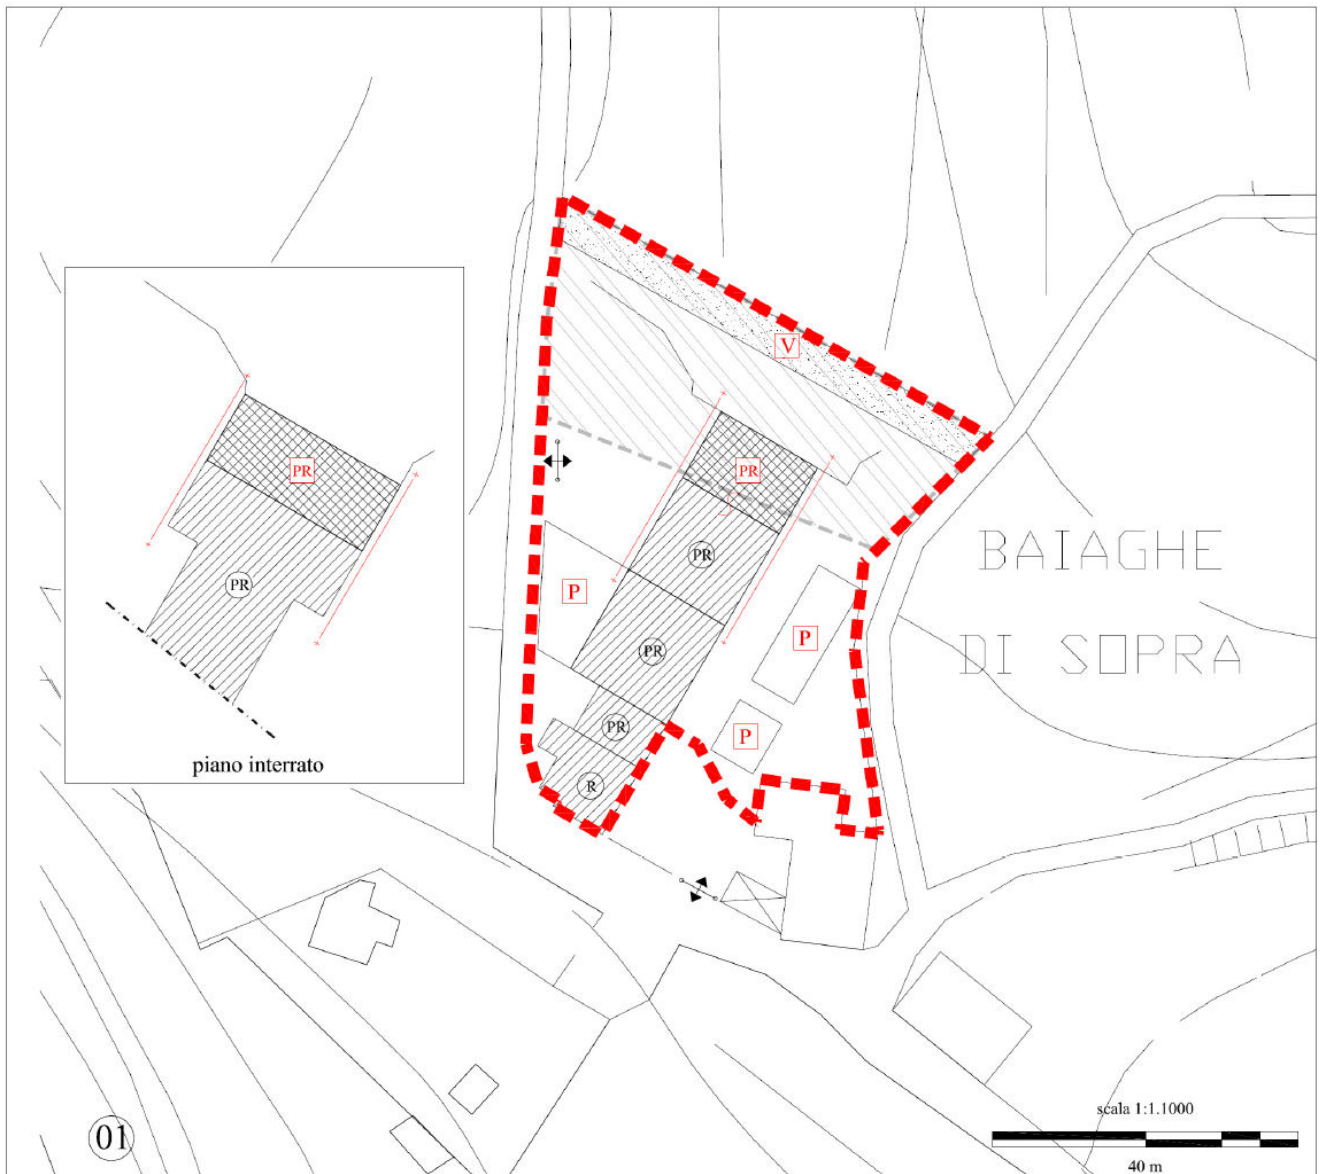 V
PR
PR
PR
P
BAIAGHE
PR
P
P
DI SOPRA
PR
PR
P
piano interrato
R
scala 1:1.1000
01
40 m